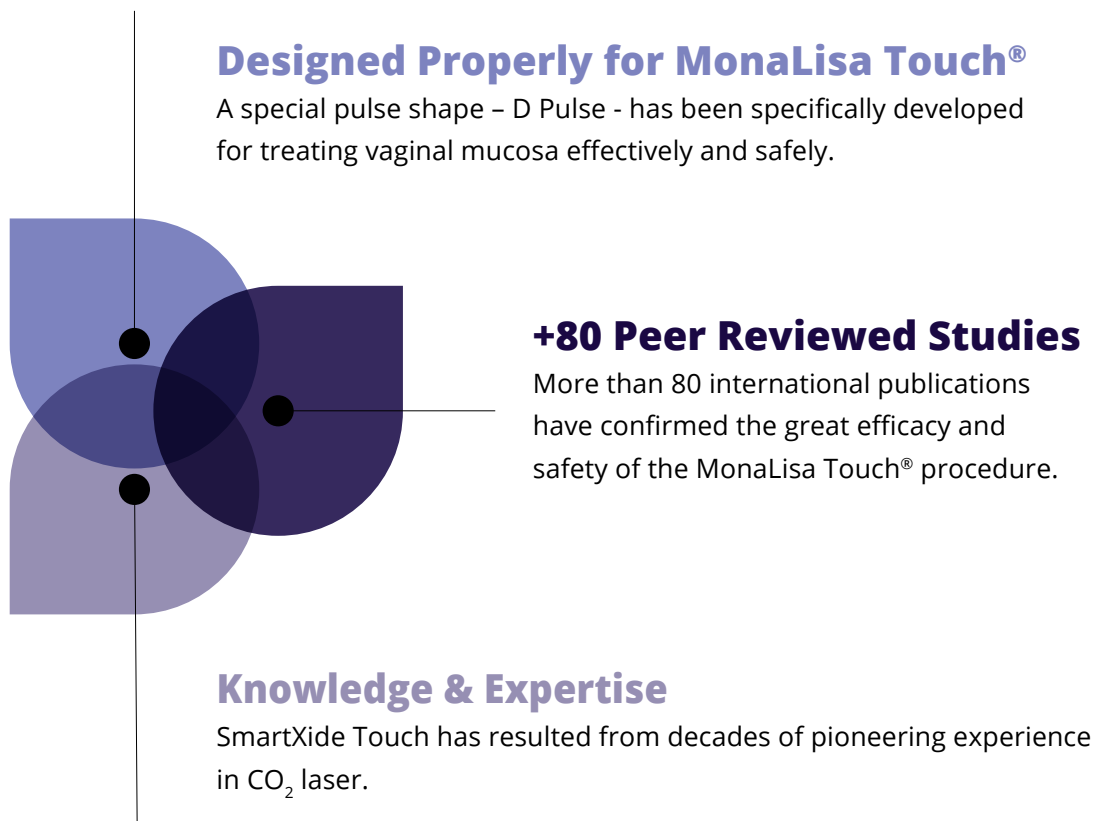 Designed Properly for MonaLisa Touch®
A special pulse shape – D Pulse - has been specifically developed
for treating vaginal mucosa effectively and safely.
+80 Peer Reviewed Studies
More than 80 international publications
have confirmed the great efficacy and
safety of the MonaLisa Touch® procedure.
Knowledge & Expertise
SmartXide Touch has resulted from decades of pioneering experience
in CO₂ laser.